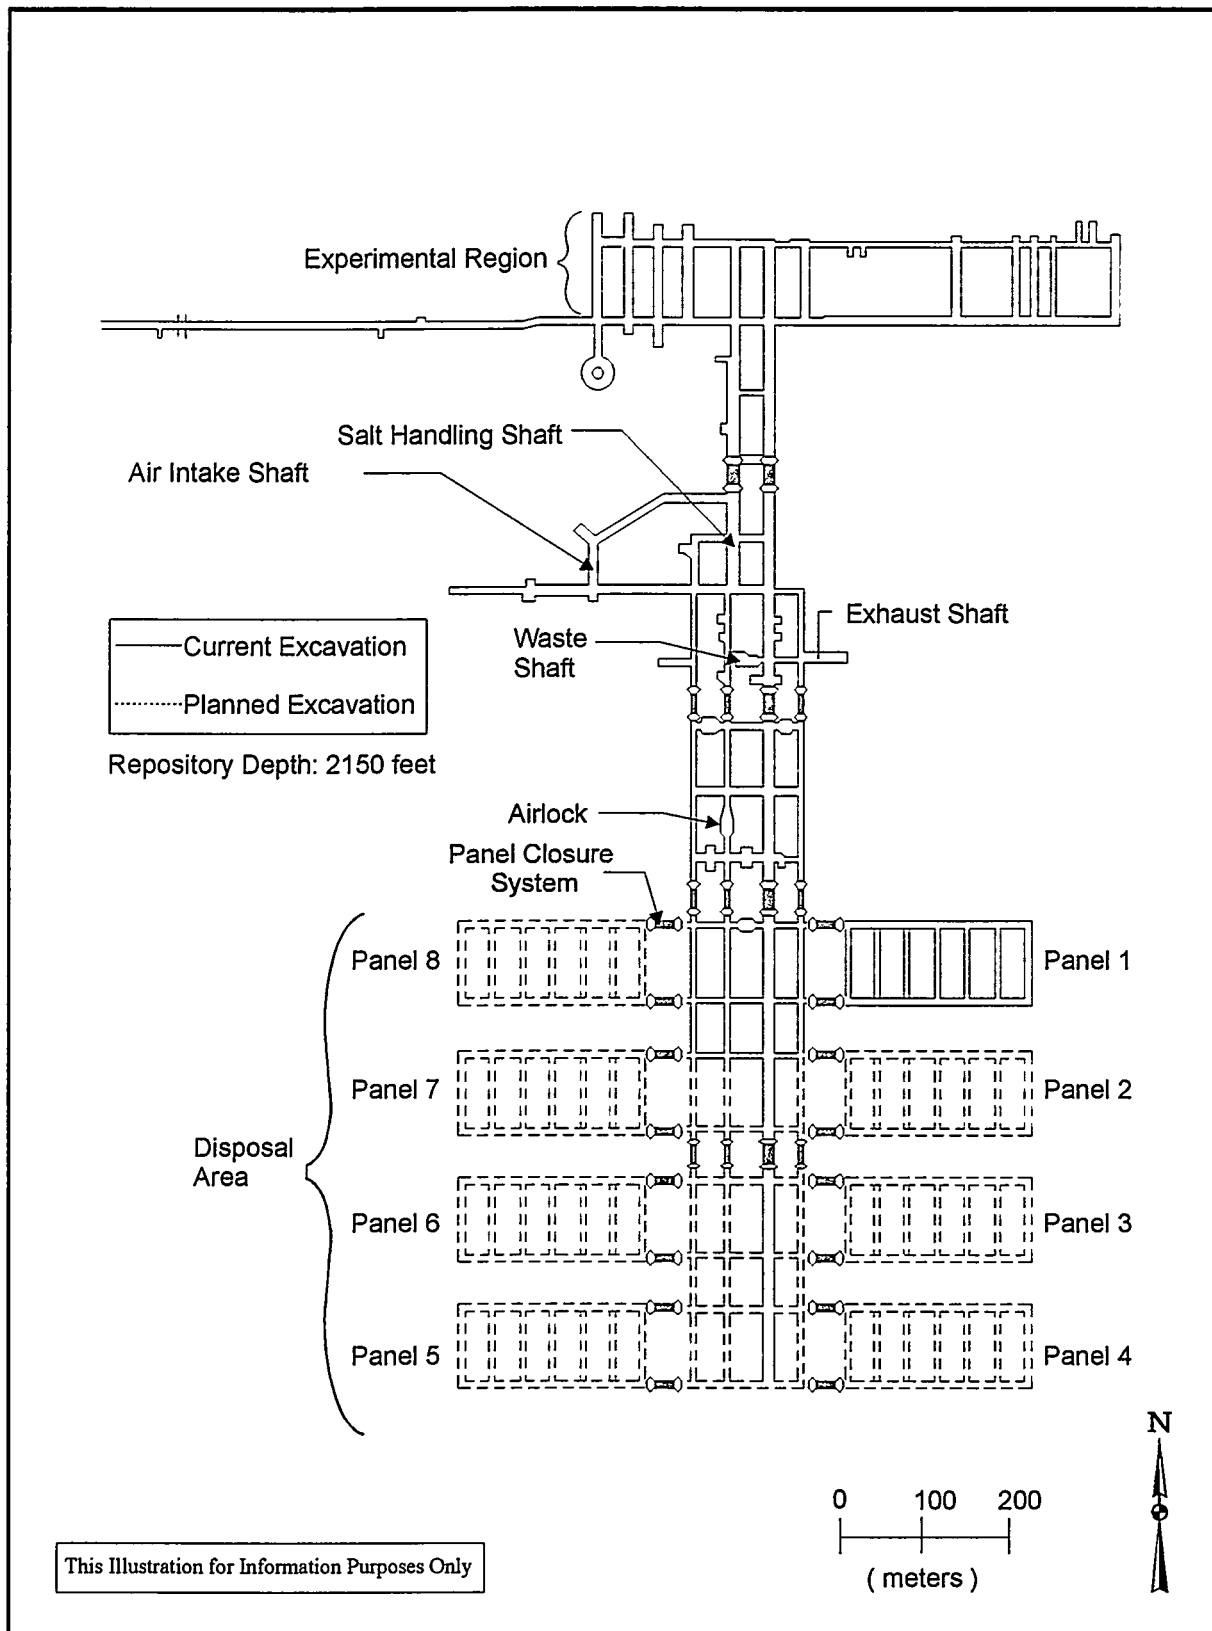 Experimental Region
Salt Handling Shaft
Air Intake Shaft
Exhaust Shaft
Waste
Shaft
Current Excavation
Planned Excavation
Repository Depth: 2150 feet
Airlock
Panel Closure
System
Panel 8
Panel 1
Panel 7
Panel 2
Disposal
Area
Panel 6
Panel 3
Panel 5
Panel 4
N
0 100 200
( meters )
This Illustration for Information Purposes Only